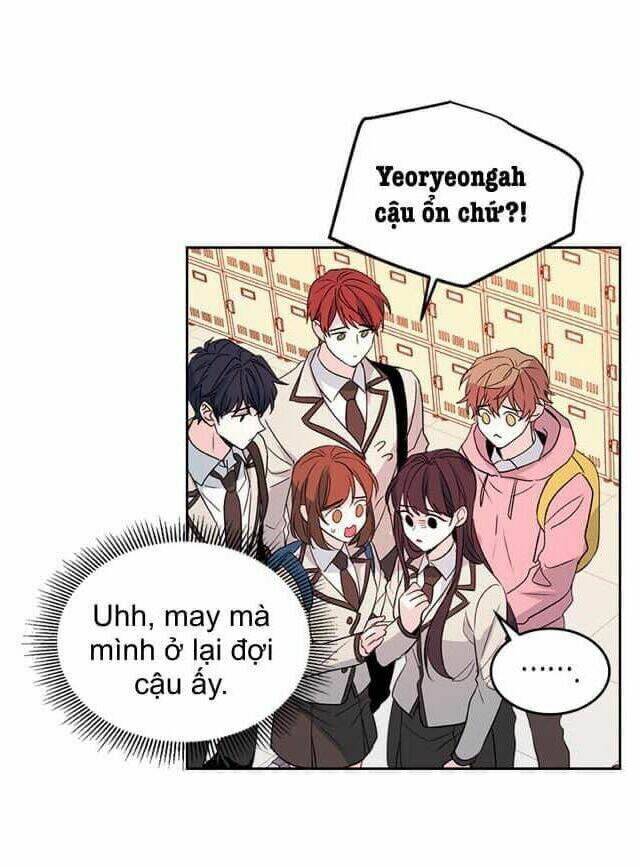 Yeoryeongah
cậu ổn chứ?!
Uhh, may mà
mình ở lại đợi
cậu ấy.
.......